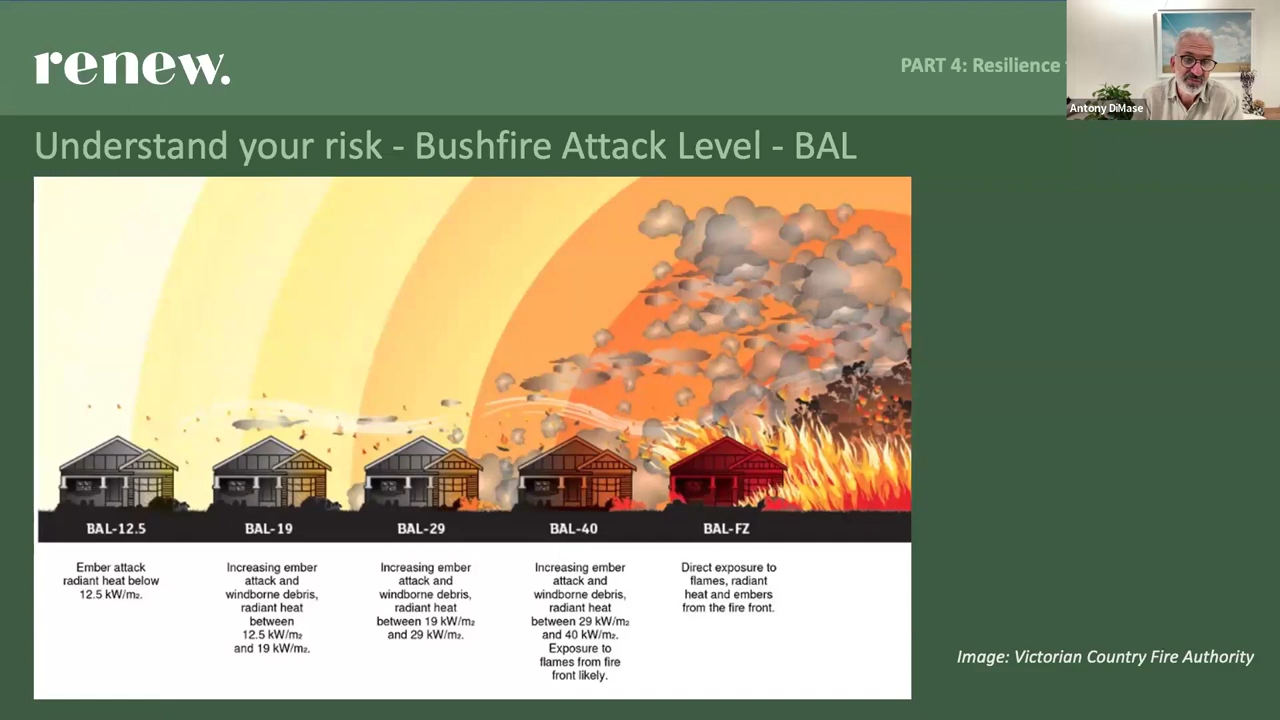 renew.
PART 4: Resilience
Antony DiMase
Understand your risk - Bushfire Attack Level - BAL
BAL-12.5
BAL-19
BAL-29
BAL-40
BAL-FZ
Ember attack
radiant heat below
12.5 kW/m₂.
Increasing ember
attack and
windborne debris,
radiant heat
between
12.5 kW/m₂
and 19 kW/m₂.
Increasing ember
attack and
windborne debris,
radiant heat
between 19 kW/m₂
and 29 kW/m₂.
Increasing ember
attack and
windborne debris,
radiant heat
between 29 kW/m₂
and 40 kW/m₂.
Exposure to
flames from fire
front likely.
Direct exposure to
flames, radiant
heat and embers
from the fire front.
Image: Victorian Country Fire Authority